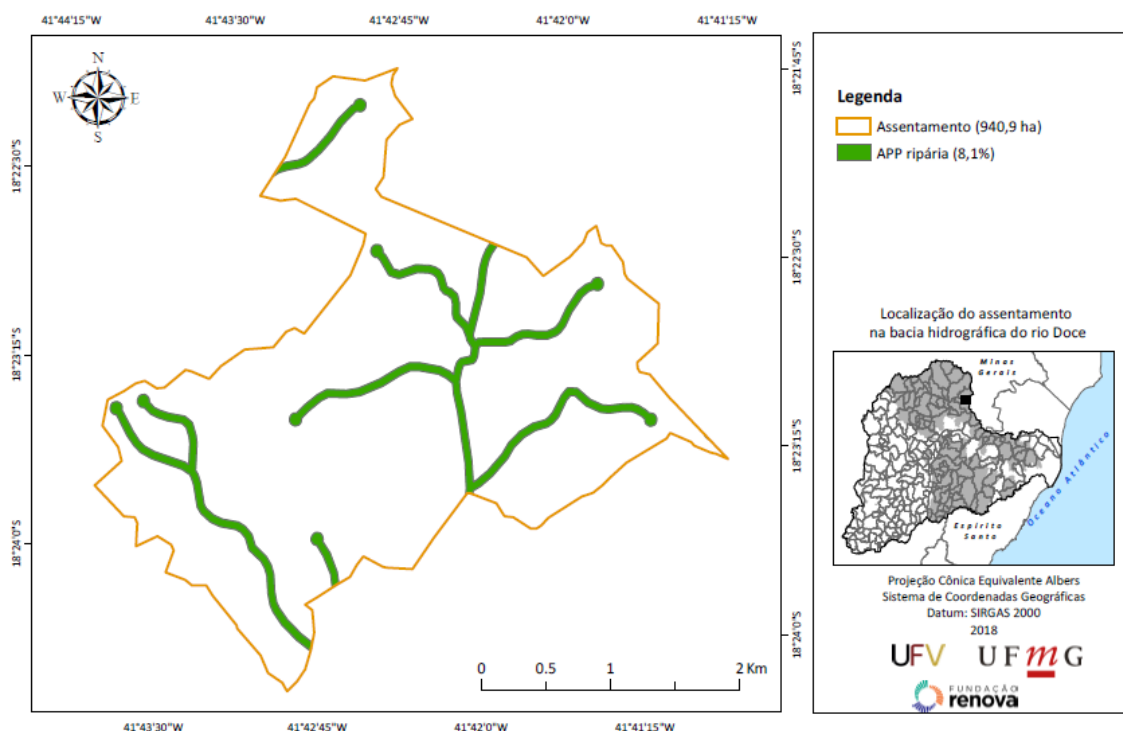 41°44'15"W 41°43'30"W 41°42'45"W 41°42'0"W 41°41'15"W
N
W E
S
18°22'30"S
18°23'15"S
18°24'0"S
18°21'45"S
18°22'30"S
18°23'15"S
18°24'0"S
0 0.5 1 2 Km
41°43'30"W 41°42'45"W 41°42'0"W 41°41'15"W
Legenda
Assentamento (940,9 ha)
APP ripária (8,1%)
Localização do assentamento
na bacia hidrográfica do rio Doce
Minas
Gerais
Oceano Atlântico
Espírito
Santo
Projeção Cônica Equivalente Albers
Sistema de Coordenadas Geográficas
Datum: SIRGAS 2000
2018
UFV UFmG
FUNDAÇÃO
renova